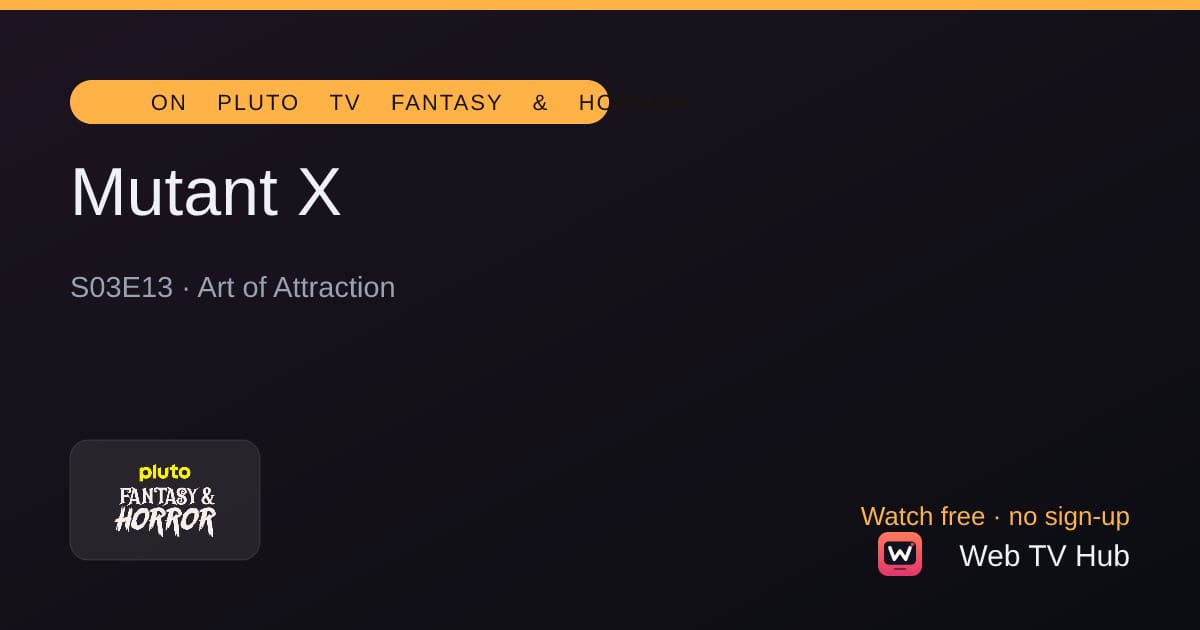 ON PLUTO TV FANTASY & HORROR
Mutant X
S03E13 · Art of Attraction
pluto
FANTASY &
HORROR
Watch free · no sign-up
W
Web TV Hub